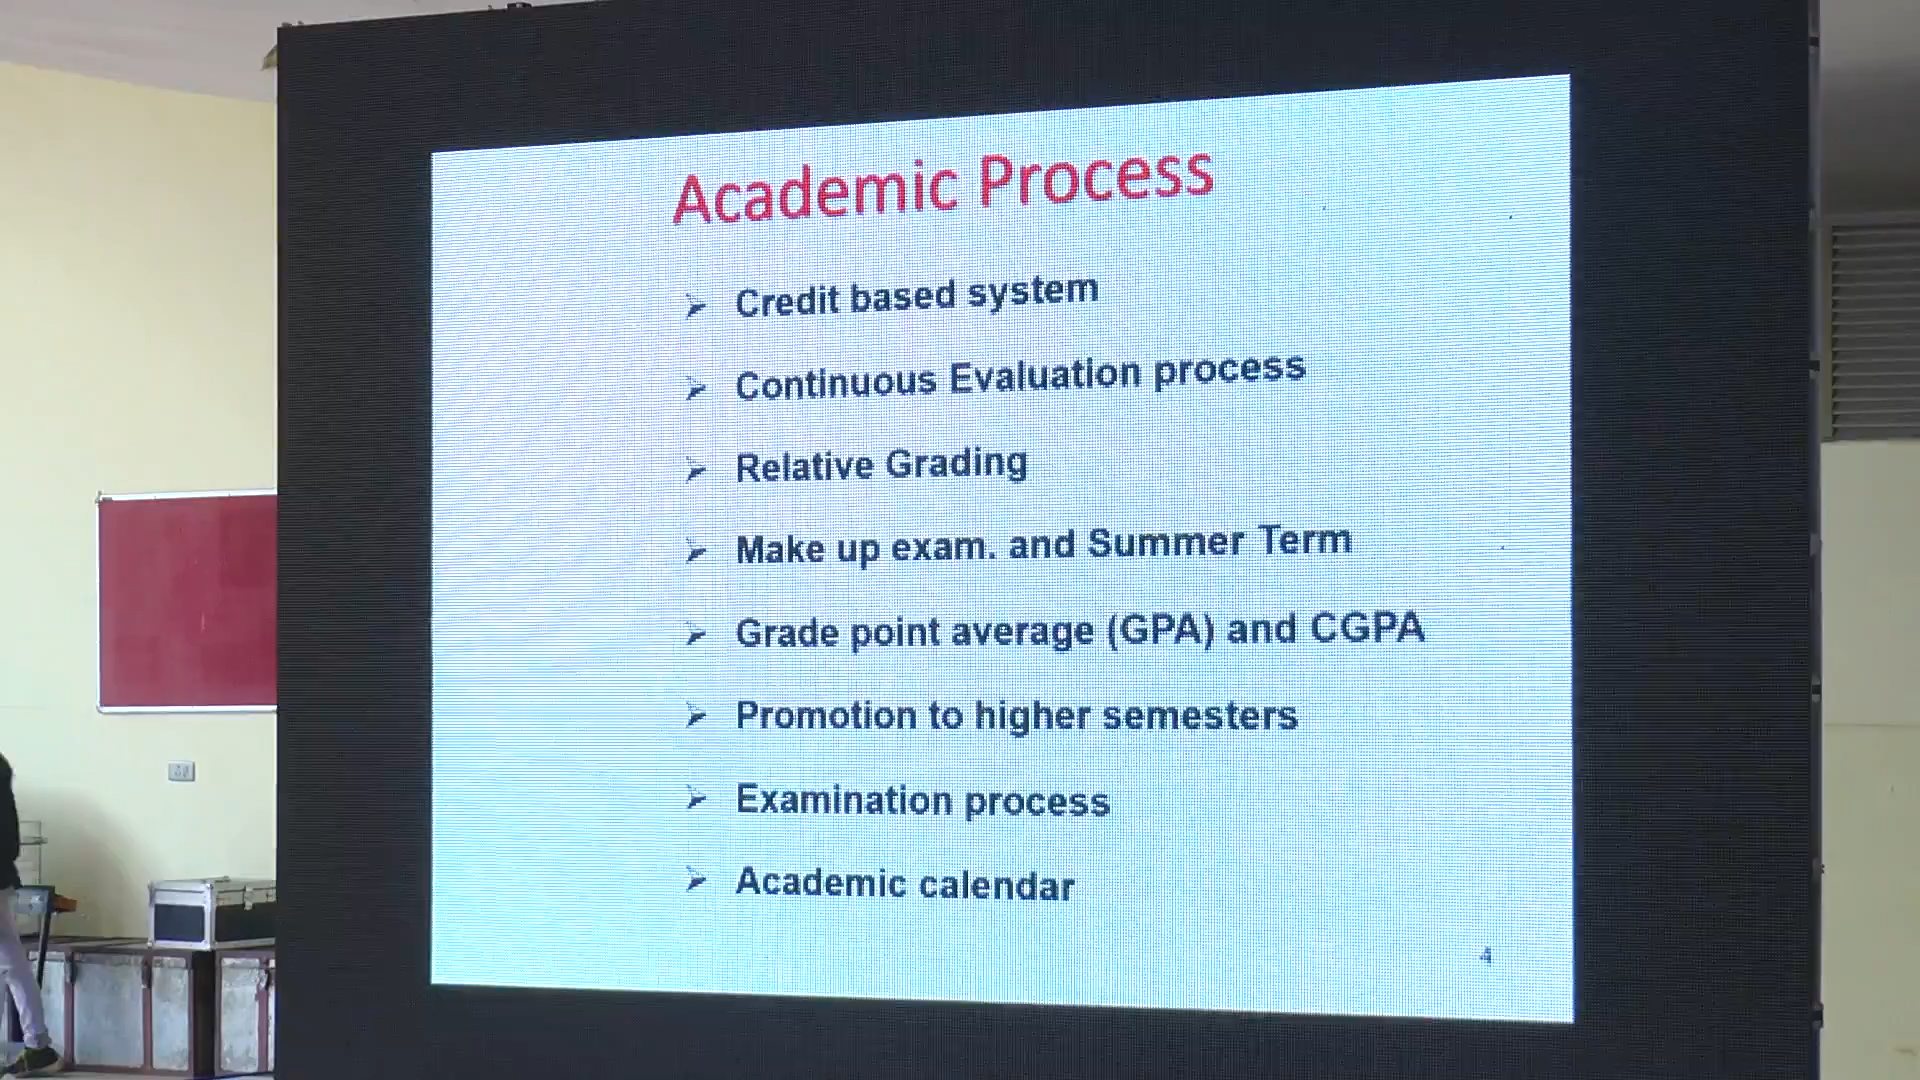 Academic Process
➢ Credit based system
➢ Continuous Evaluation process
➢ Relative Grading
➢ Make up exam. and Summer Term
➢ Grade point average (GPA) and CGPA
➢ Promotion to higher semesters
➢ Examination process
➢ Academic calendar
4